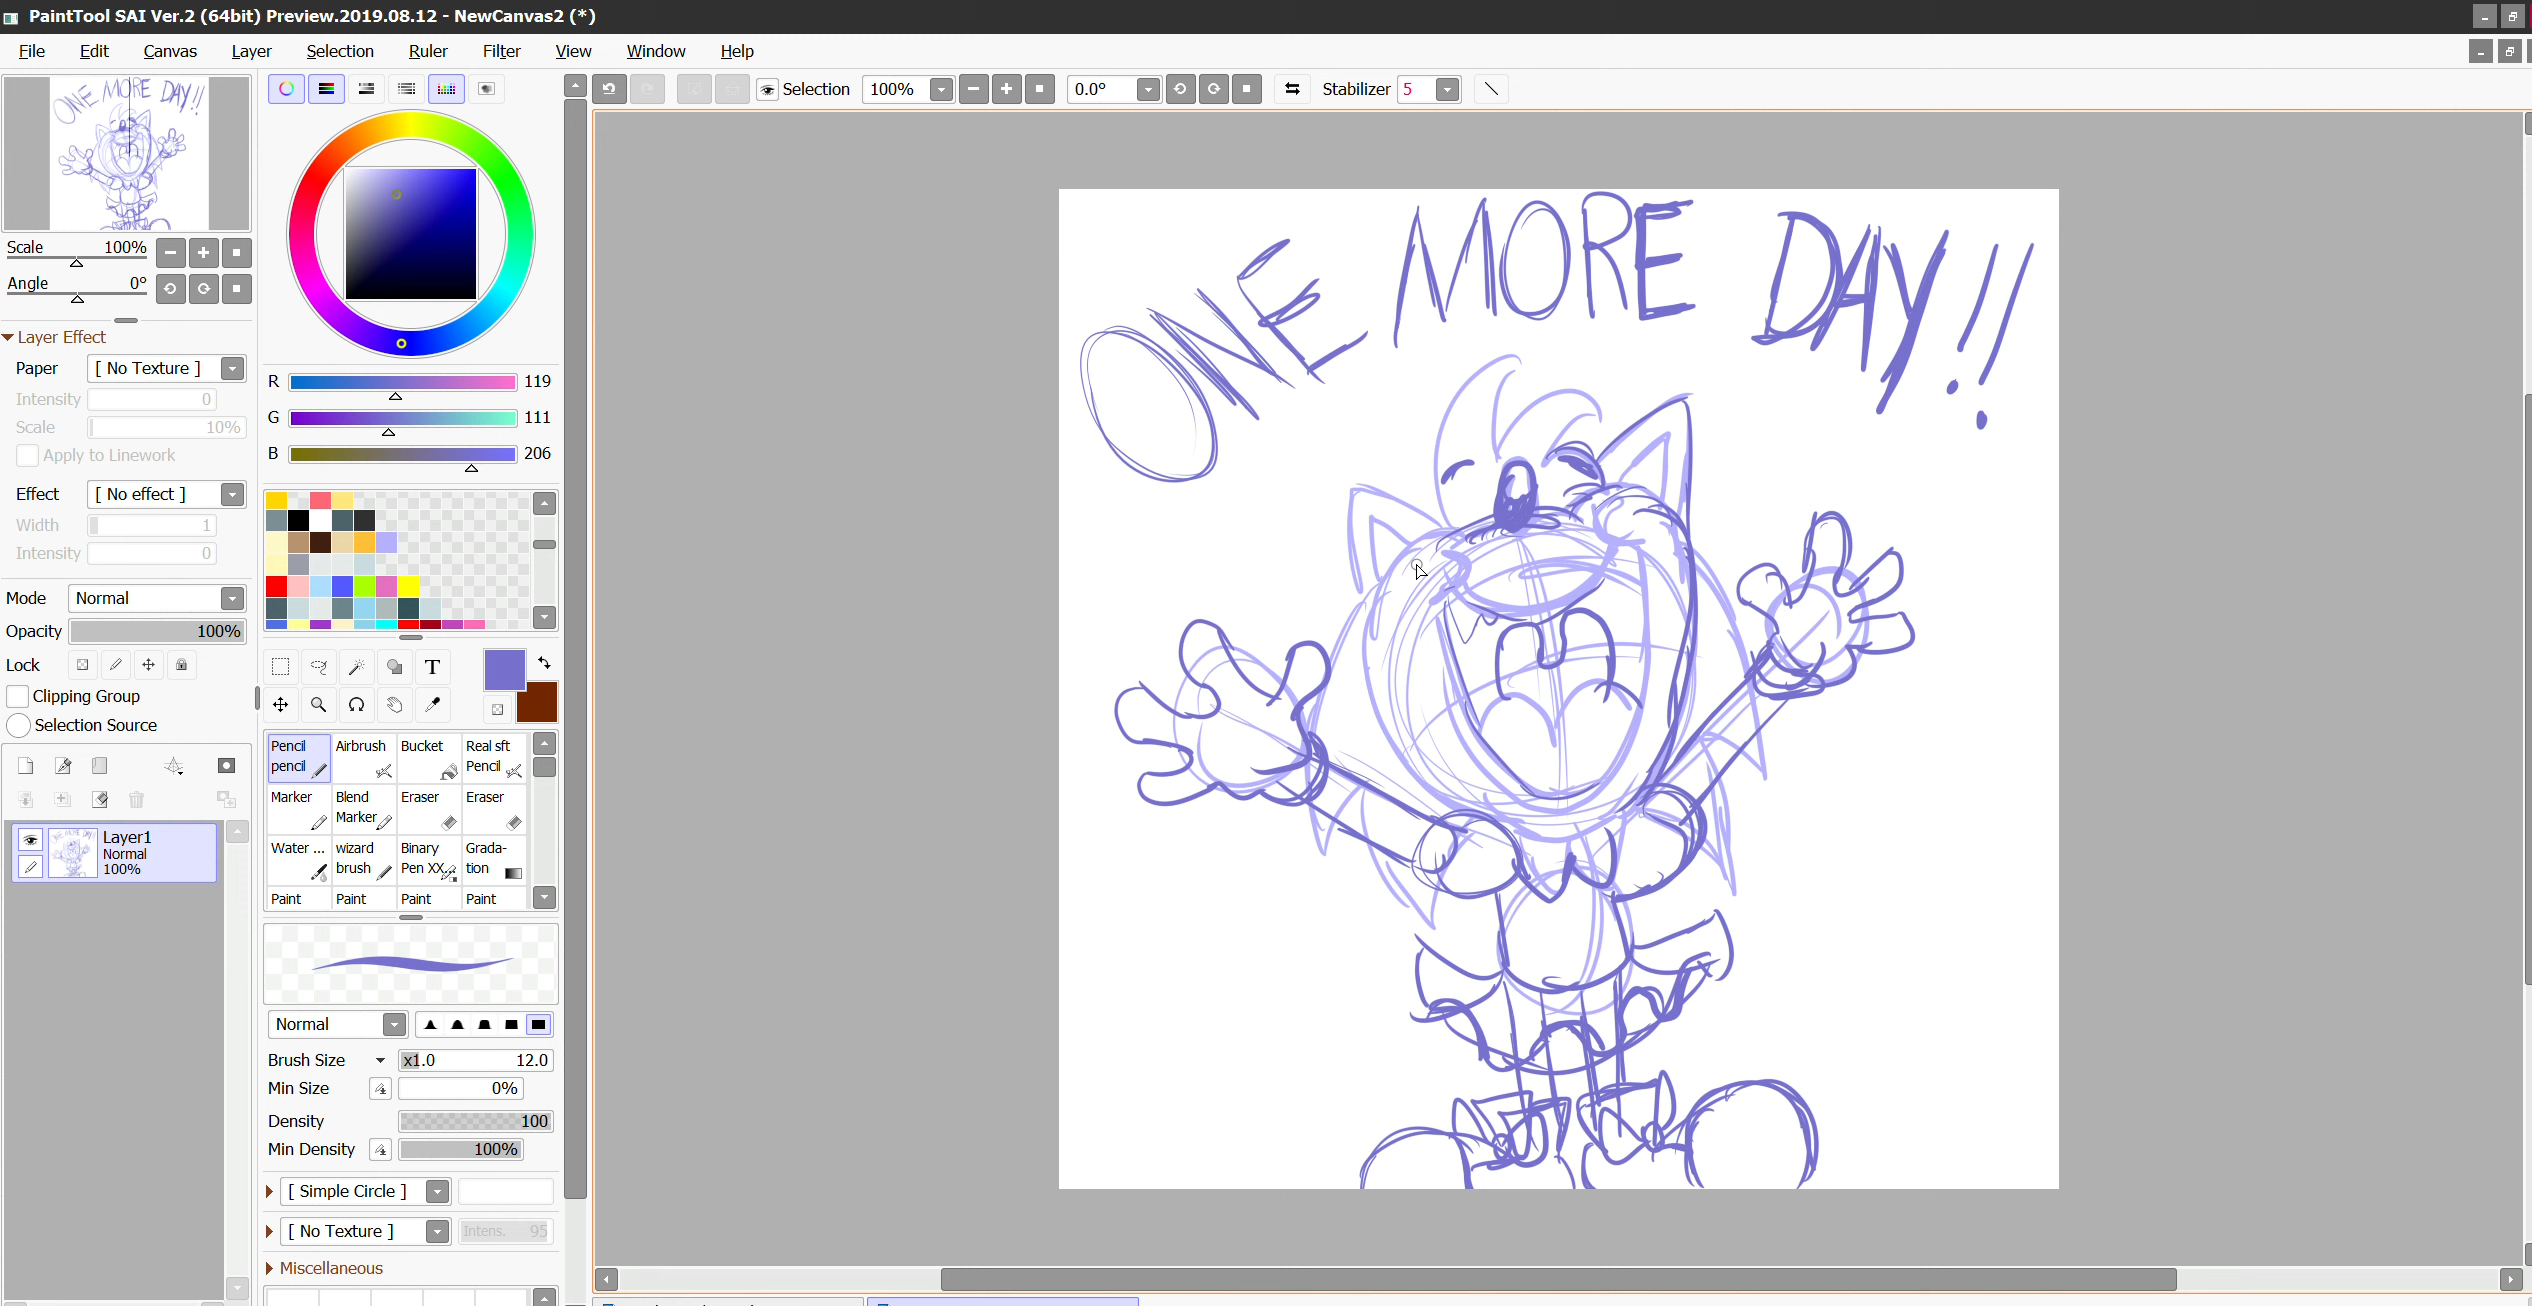 PaintTool SAI Ver.2 (64bit) Preview.2019.08.12 - NewCanvas2 (*)
File Edit Canvas Layer Selection Ruler Filter View Window Help
Selection 100% 0.0° Stabilizer 5
Scale 100%
Angle 0°
Layer Effect
Paper [ No Texture ]
Intensity 0
Scale 10%
Apply to Linework
Effect [ No effect ]
Width 1
Intensity 0
Mode Normal
Opacity 100%
Lock
Clipping Group
Selection Source
Layer1
Normal
100%
R 119
G 111
B 206
T
Pencil pencil
Airbrush
Bucket
Real sft Pencil
Marker
Blend Marker
Eraser
Eraser
Water ...
wizard brush
Binary Pen XX..
Grada-tion
Paint Paint Paint Paint
Normal
Brush Size x1.0 12.0
Min Size 0%
Density 100
Min Density 100%
[ Simple Circle ]
[ No Texture ] Intens. 95
Miscellaneous
ONE MORE DAY!!